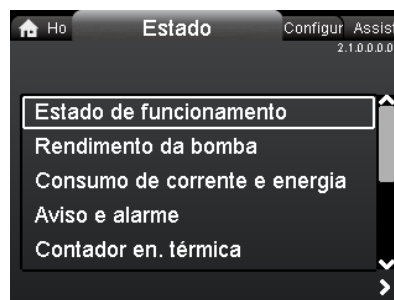 Ho Estado Configur Assist
2.1.0.0.0.0
Estado de funcionamento
Rendimento da bomba
Consumo de corrente e energia
Aviso e alarme
Contador en. térmica